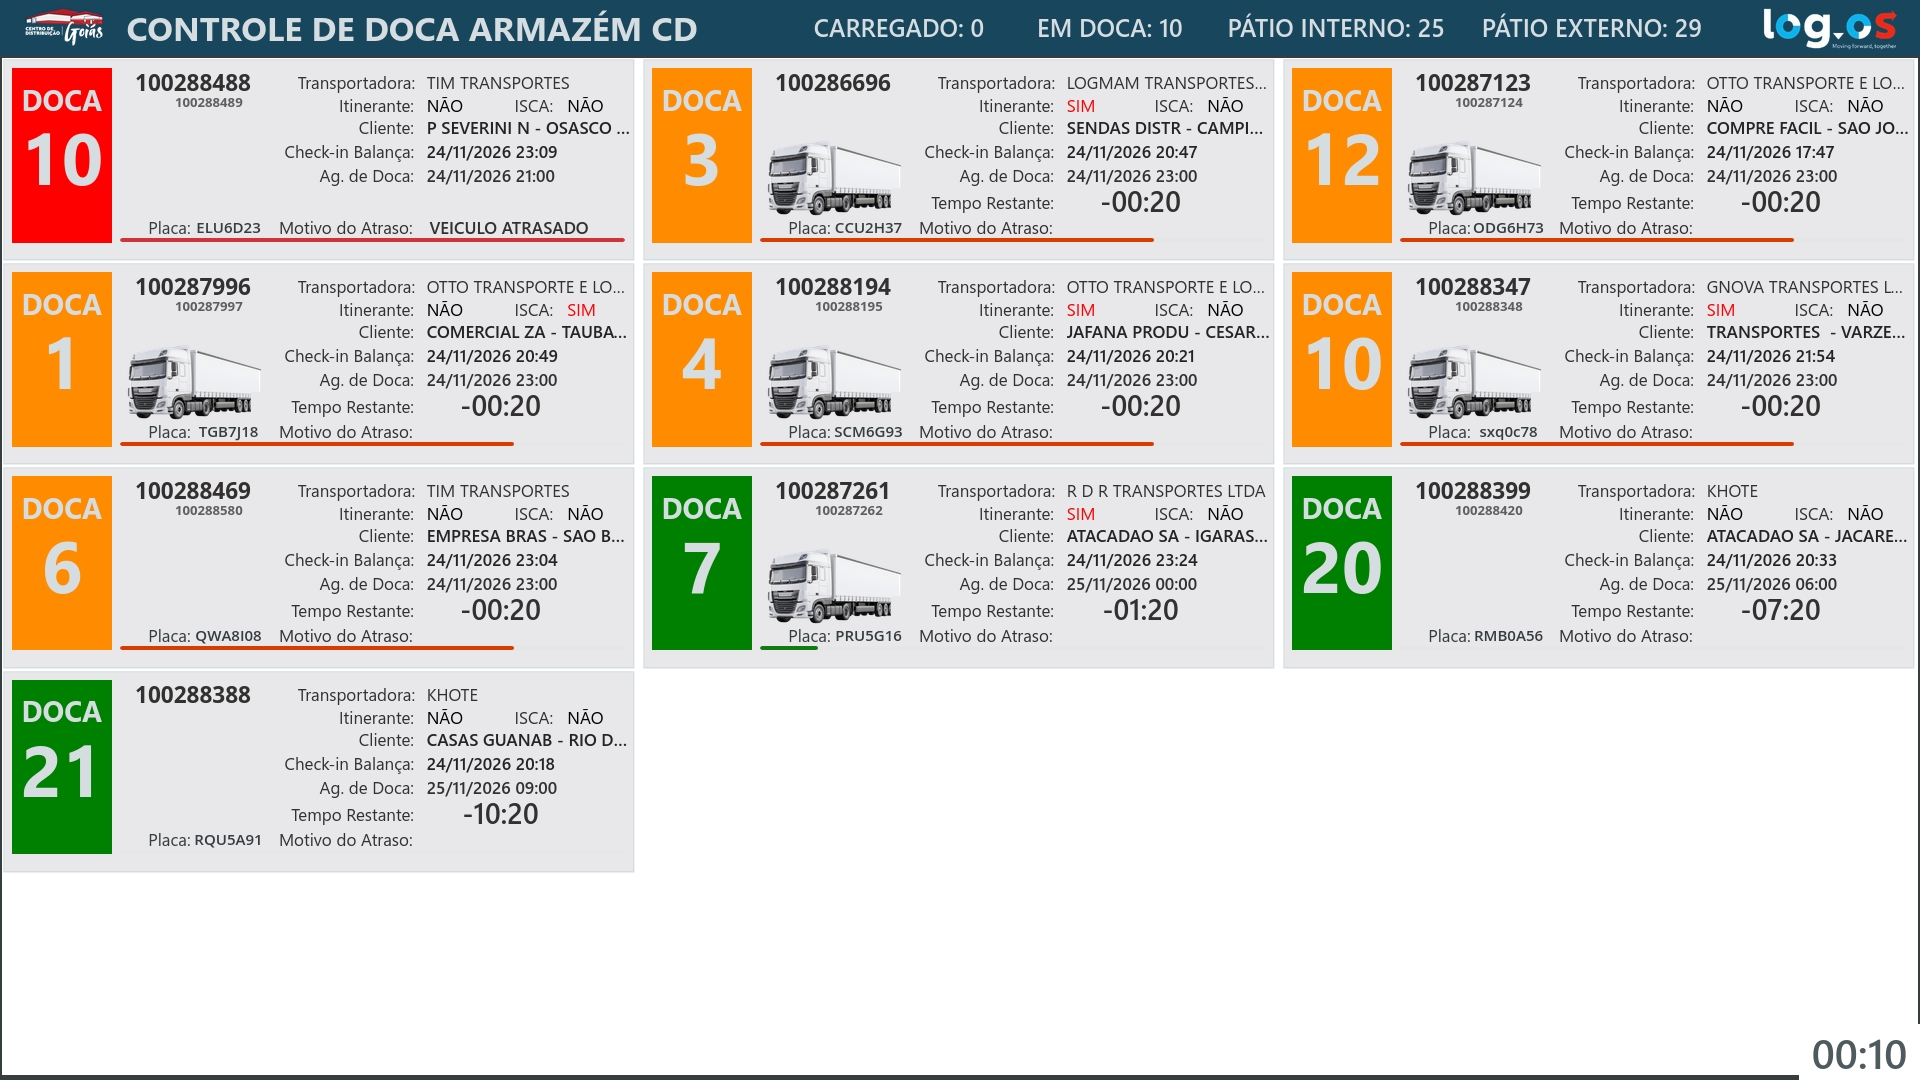 CENTRO DE
DISTRIBUIÇÃO
Goiás
CONTROLE DE DOCA ARMAZÉM CD
CARREGADO: 0
EM DOCA: 10
PÁTIO INTERNO: 25
PÁTIO EXTERNO: 29
log.os
Moving forward, together
DOCA
10
100288488
100288489
Transportadora: TIM TRANSPORTES
Itinerante: NÃO ISCA: NÃO
Cliente: P SEVERINI N - OSASCO ...
Check-in Balança: 24/11/2026 23:09
Ag. de Doca: 24/11/2026 21:00
Placa: ELU6D23 Motivo do Atraso: VEICULO ATRASADO
DOCA
3
100286696
Transportadora: LOGMAM TRANSPORTES...
Itinerante: SIM ISCA: NÃO
Cliente: SENDAS DISTR - CAMPI...
Check-in Balança: 24/11/2026 20:47
Ag. de Doca: 24/11/2026 23:00
Tempo Restante: -00:20
Placa: CCU2H37 Motivo do Atraso:
DOCA
12
100287123
100287124
Transportadora: OTTO TRANSPORTE E LO...
Itinerante: NÃO ISCA: NÃO
Cliente: COMPRE FACIL - SAO JO...
Check-in Balança: 24/11/2026 17:47
Ag. de Doca: 24/11/2026 23:00
Tempo Restante: -00:20
Placa: ODG6H73 Motivo do Atraso:
DOCA
1
100287996
100287997
Transportadora: OTTO TRANSPORTE E LO...
Itinerante: NÃO ISCA: SIM
Cliente: COMERCIAL ZA - TAUBA...
Check-in Balança: 24/11/2026 20:49
Ag. de Doca: 24/11/2026 23:00
Tempo Restante: -00:20
Placa: TGB7J18 Motivo do Atraso:
DOCA
4
100288194
100288195
Transportadora: OTTO TRANSPORTE E LO...
Itinerante: SIM ISCA: NÃO
Cliente: JAFANA PRODU - CESAR...
Check-in Balança: 24/11/2026 20:21
Ag. de Doca: 24/11/2026 23:00
Tempo Restante: -00:20
Placa: SCM6G93 Motivo do Atraso:
DOCA
10
100288347
100288348
Transportadora: GNOVA TRANSPORTES L...
Itinerante: SIM ISCA: NÃO
Cliente: TRANSPORTES - VARZE...
Check-in Balança: 24/11/2026 21:54
Ag. de Doca: 24/11/2026 23:00
Tempo Restante: -00:20
Placa: sxq0c78 Motivo do Atraso:
DOCA
6
100288469
100288580
Transportadora: TIM TRANSPORTES
Itinerante: NÃO ISCA: NÃO
Cliente: EMPRESA BRAS - SAO B...
Check-in Balança: 24/11/2026 23:04
Ag. de Doca: 24/11/2026 23:00
Tempo Restante: -00:20
Placa: QWA8I08 Motivo do Atraso:
DOCA
7
100287261
100287262
Transportadora: R D R TRANSPORTES LTDA
Itinerante: SIM ISCA: NÃO
Cliente: ATACADAO SA - IGARAS...
Check-in Balança: 24/11/2026 23:24
Ag. de Doca: 25/11/2026 00:00
Tempo Restante: -01:20
Placa: PRU5G16 Motivo do Atraso:
DOCA
20
100288399
100288420
Transportadora: KHOTE
Itinerante: NÃO ISCA: NÃO
Cliente: ATACADAO SA - JACARE...
Check-in Balança: 24/11/2026 20:33
Ag. de Doca: 25/11/2026 06:00
Tempo Restante: -07:20
Placa: RMB0A56 Motivo do Atraso:
DOCA
21
100288388
Transportadora: KHOTE
Itinerante: NÃO ISCA: NÃO
Cliente: CASAS GUANAB - RIO D...
Check-in Balança: 24/11/2026 20:18
Ag. de Doca: 25/11/2026 09:00
Tempo Restante: -10:20
Placa: RQU5A91 Motivo do Atraso:
00:10